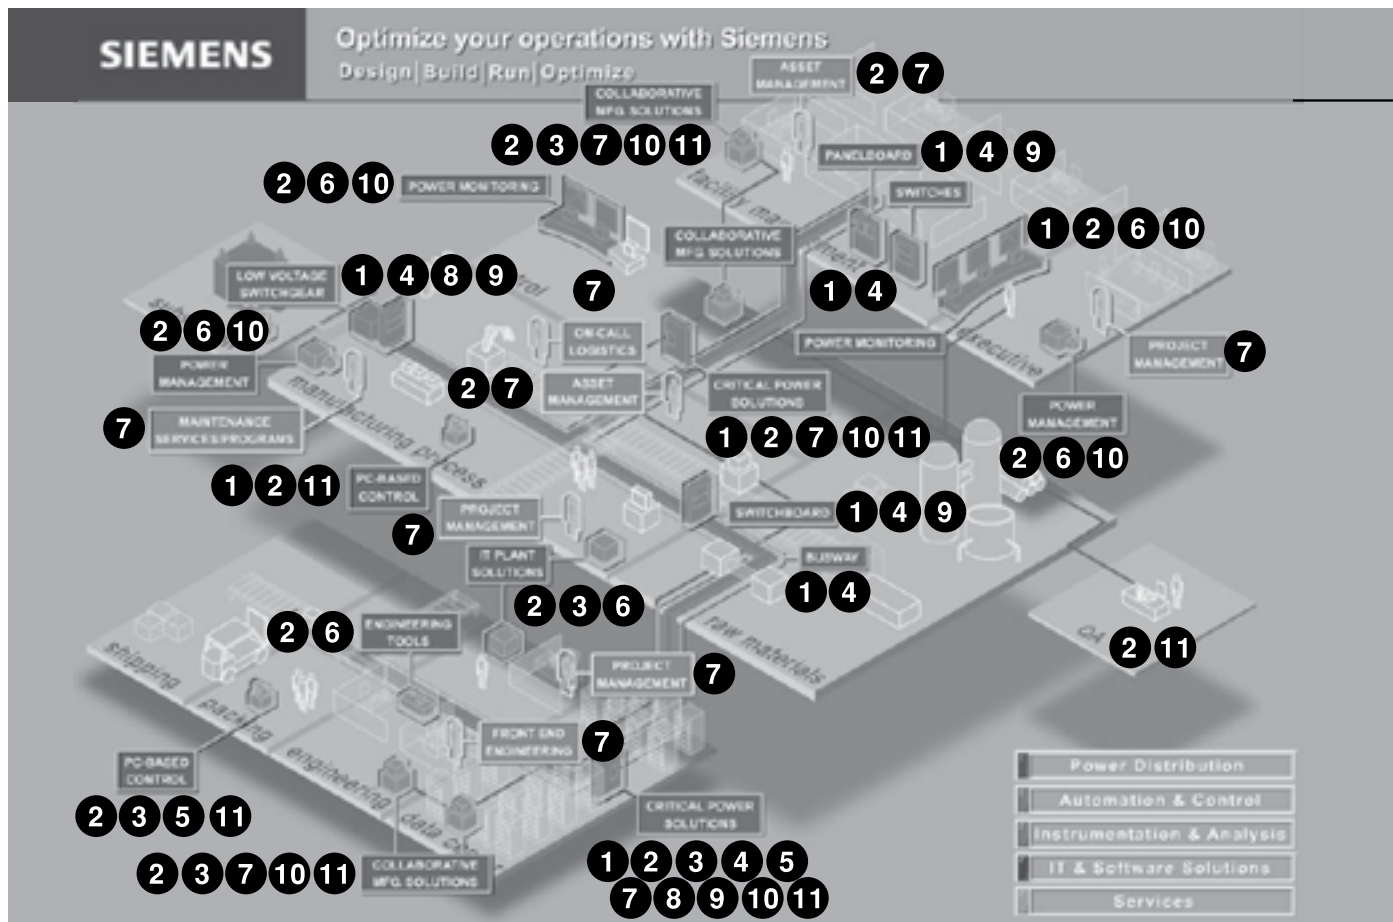 SIEMENS
Optimize your operations with Siemens
Design|Build|Run|Optimize
ASSET
MANAGEMENT
2 7
COLLABORATIVE
MFG. SOLUTIONS
2 3 7 10 11
PANELBOARD
1 4 9
2 6 10
POWER MONITORING
SWITCHES
facility management
COLLABORATIVE
MFG. SOLUTIONS
1 2 6 10
LOW VOLTAGE
SWITCHGEAR
1 4 8 9
7
1 4
2 6 10
ON-CALL
LOGISTICS
POWER MONITORING
executive
PROJECT
MANAGEMENT
7
POWER
MANAGEMENT
manufacturing process
2 7
ASSET
MANAGEMENT
CRITICAL POWER
SOLUTIONS
1 2 7 10 11
POWER
MANAGEMENT
2 6 10
7
MAINTENANCE
SERVICES/PROGRAMS
1 2 11
PC-BASED
CONTROL
PROJECT
MANAGEMENT
7
SWITCHBOARD
1 4 9
IT PLANT
SOLUTIONS
2 3 6
BUSWAY
1 4
raw materials
QA
2 11
2 6
ENGINEERING
TOOLS
PROJECT
MANAGEMENT
7
shipping
packing
engineering
FRONT END
ENGINEERING
7
PC-BASED
CONTROL
2 3 5 11
CRITICAL POWER
SOLUTIONS
1 2 3 4 5
7 8 9 10 11
2 3 7 10 11
COLLABORATIVE
MFG. SOLUTIONS
Power Distribution
Automation & Control
Instrumentation & Analysis
IT & Software Solutions
Services